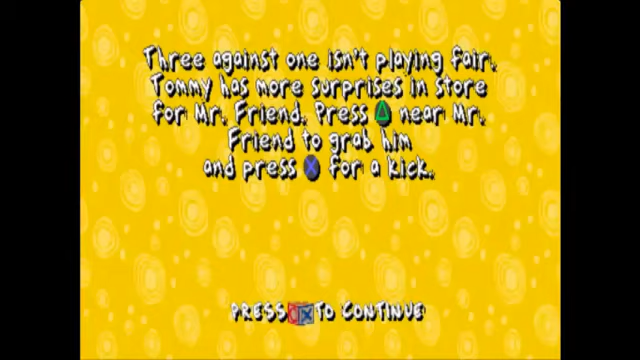 Three against one isn't playing fair.
Tommy has more surprises in store
for Mr. Friend. Press △ near Mr.
Friend to grab him
and press X for a kick.
PRESS X TO CONTINUE